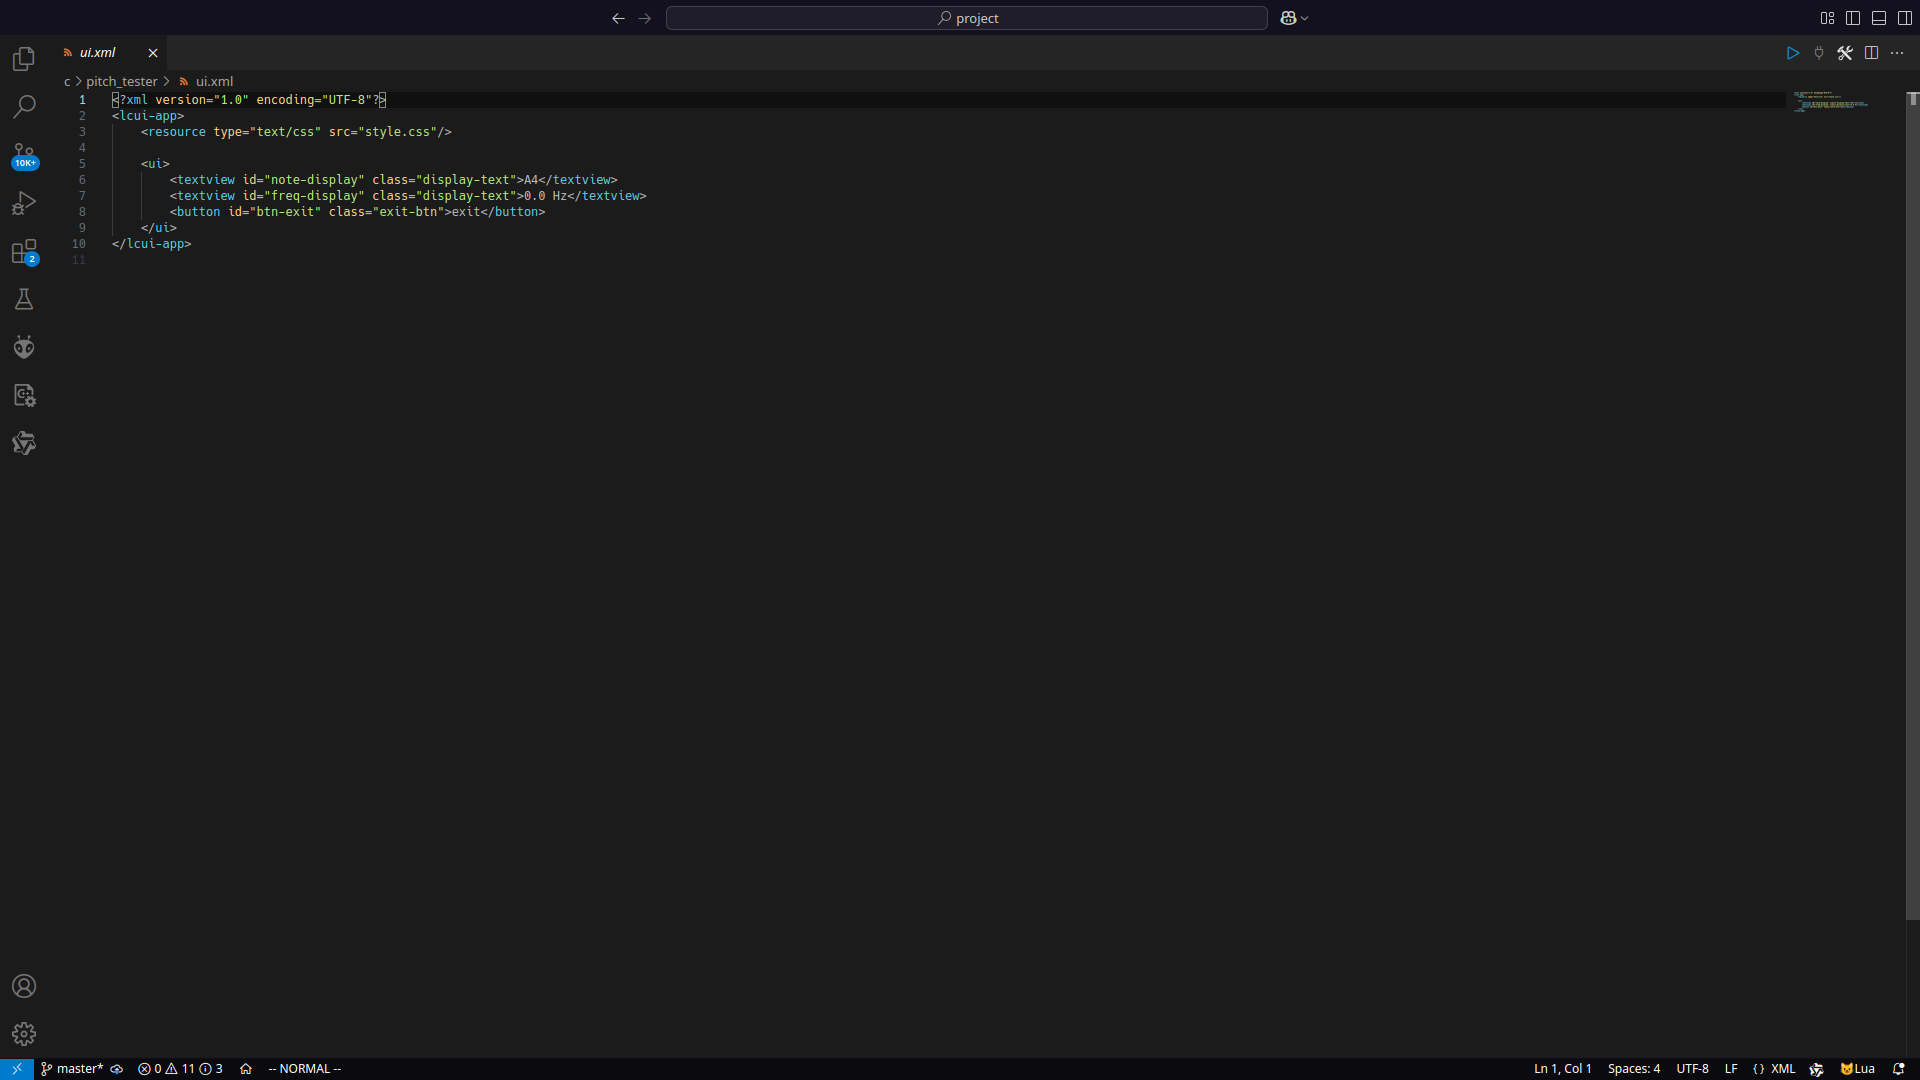 project
ui.xml
c pitch_tester ui.xml
1 <?xml version="1.0" encoding="UTF-8"?>
2 <lcui-app>
3 <resource type="text/css" src="style.css"/>
4
5 <ui>
6 <textview id="note-display" class="display-text">A4</textview>
7 <textview id="freq-display" class="display-text">0.0 Hz</textview>
8 <button id="btn-exit" class="exit-btn">exit</button>
9 </ui>
10 </lcui-app>
11
10K+
2
master* 0 11 3 -- NORMAL -- Ln 1, Col 1 Spaces: 4 UTF-8 LF {} XML Lua